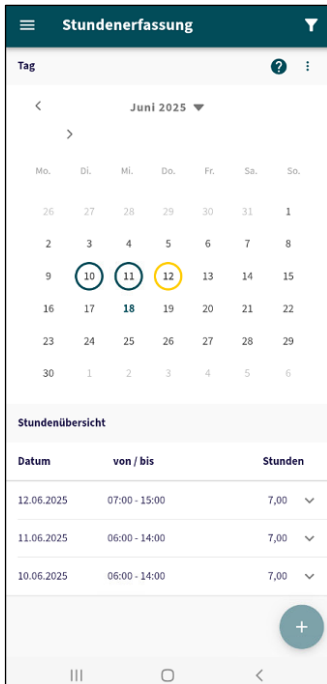 Stundenerfassung
Tag
Juni 2025
Mo. Di. Mi. Do. Fr. Sa. So.
26 27 28 29 30 31 1
2 3 4 5 6 7 8
9 10 11 12 13 14 15
16 17 18 19 20 21 22
23 24 25 26 27 28 29
30 1 2 3 4 5 6
Stundenübersicht
Datum von / bis Stunden
12.06.2025 07:00 - 15:00 7,00
11.06.2025 06:00 - 14:00 7,00
10.06.2025 06:00 - 14:00 7,00